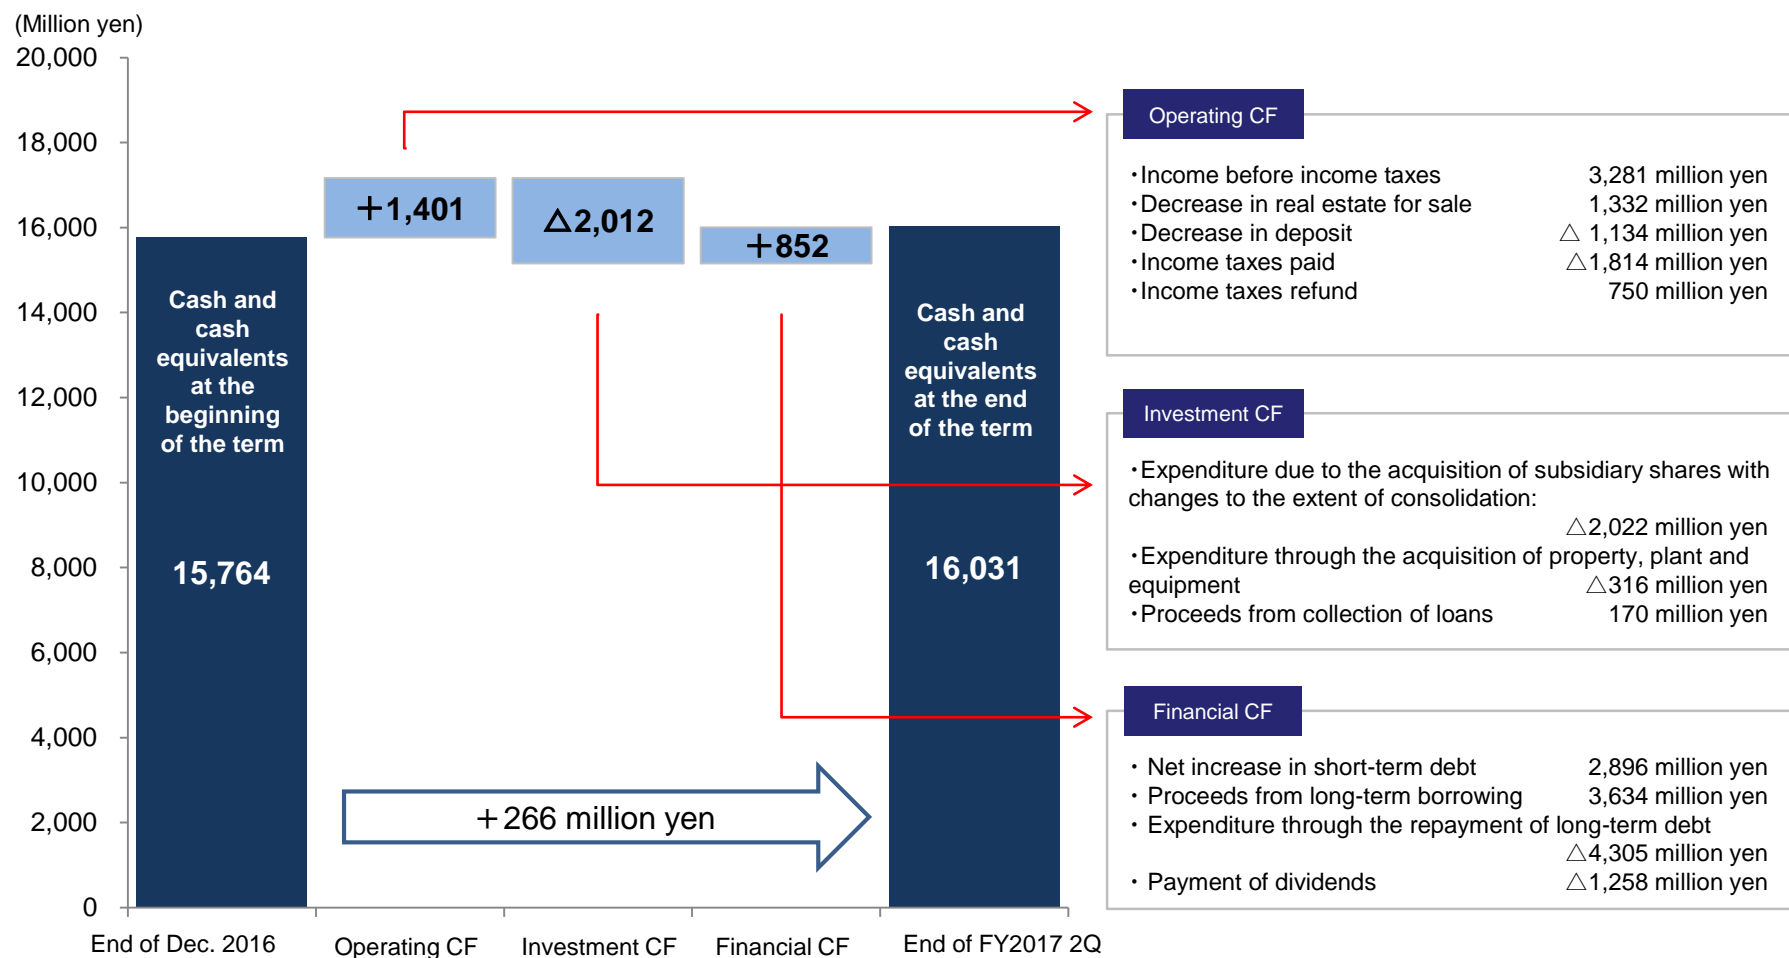 (Million yen)
20,000
18,000
16,000
14,000
12,000
10,000
8,000
6,000
4,000
2,000
0
Cash and
cash
equivalents
at the
beginning
of the term
15,764
+1,401
△2,012
+852
Cash and
cash
equivalents
at the end
of the term
16,031
+266 million yen
End of Dec. 2016
Operating CF
Investment CF
Financial CF
End of FY2017 2Q
Operating CF
・Income before income taxes 3,281 million yen
・Decrease in real estate for sale 1,332 million yen
・Decrease in deposit △ 1,134 million yen
・Income taxes paid △1,814 million yen
・Income taxes refund 750 million yen
Investment CF
・Expenditure due to the acquisition of subsidiary shares with
changes to the extent of consolidation:
△2,022 million yen
・Expenditure through the acquisition of property, plant and
equipment △316 million yen
・Proceeds from collection of loans 170 million yen
Financial CF
・ Net increase in short-term debt 2,896 million yen
・ Proceeds from long-term borrowing 3,634 million yen
・ Expenditure through the repayment of long-term debt
△4,305 million yen
・ Payment of dividends △1,258 million yen